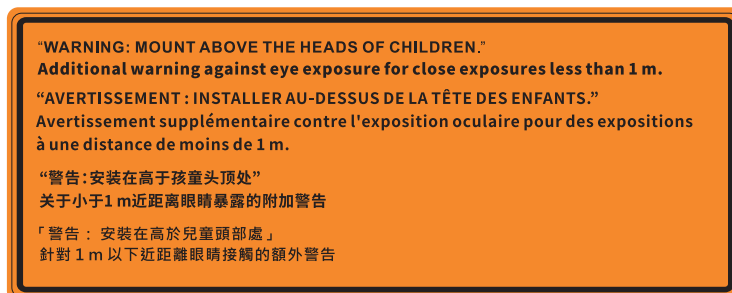 “WARNING: MOUNT ABOVE THE HEADS OF CHILDREN.”
Additional warning against eye exposure for close exposures less than 1 m.
“AVERTISSEMENT : INSTALLER AU-DESSUS DE LA TÊTE DES ENFANTS.”
Avertissement supplémentaire contre l'exposition oculaire pour des expositions
à une distance de moins de 1 m.
“警告:安装在高于孩童头顶处”
关于小于1 m近距离眼睛暴露的附加警告
「警告： 安裝在高於兒童頭部處」
針對 1 m 以下近距離眼睛接觸的額外警告